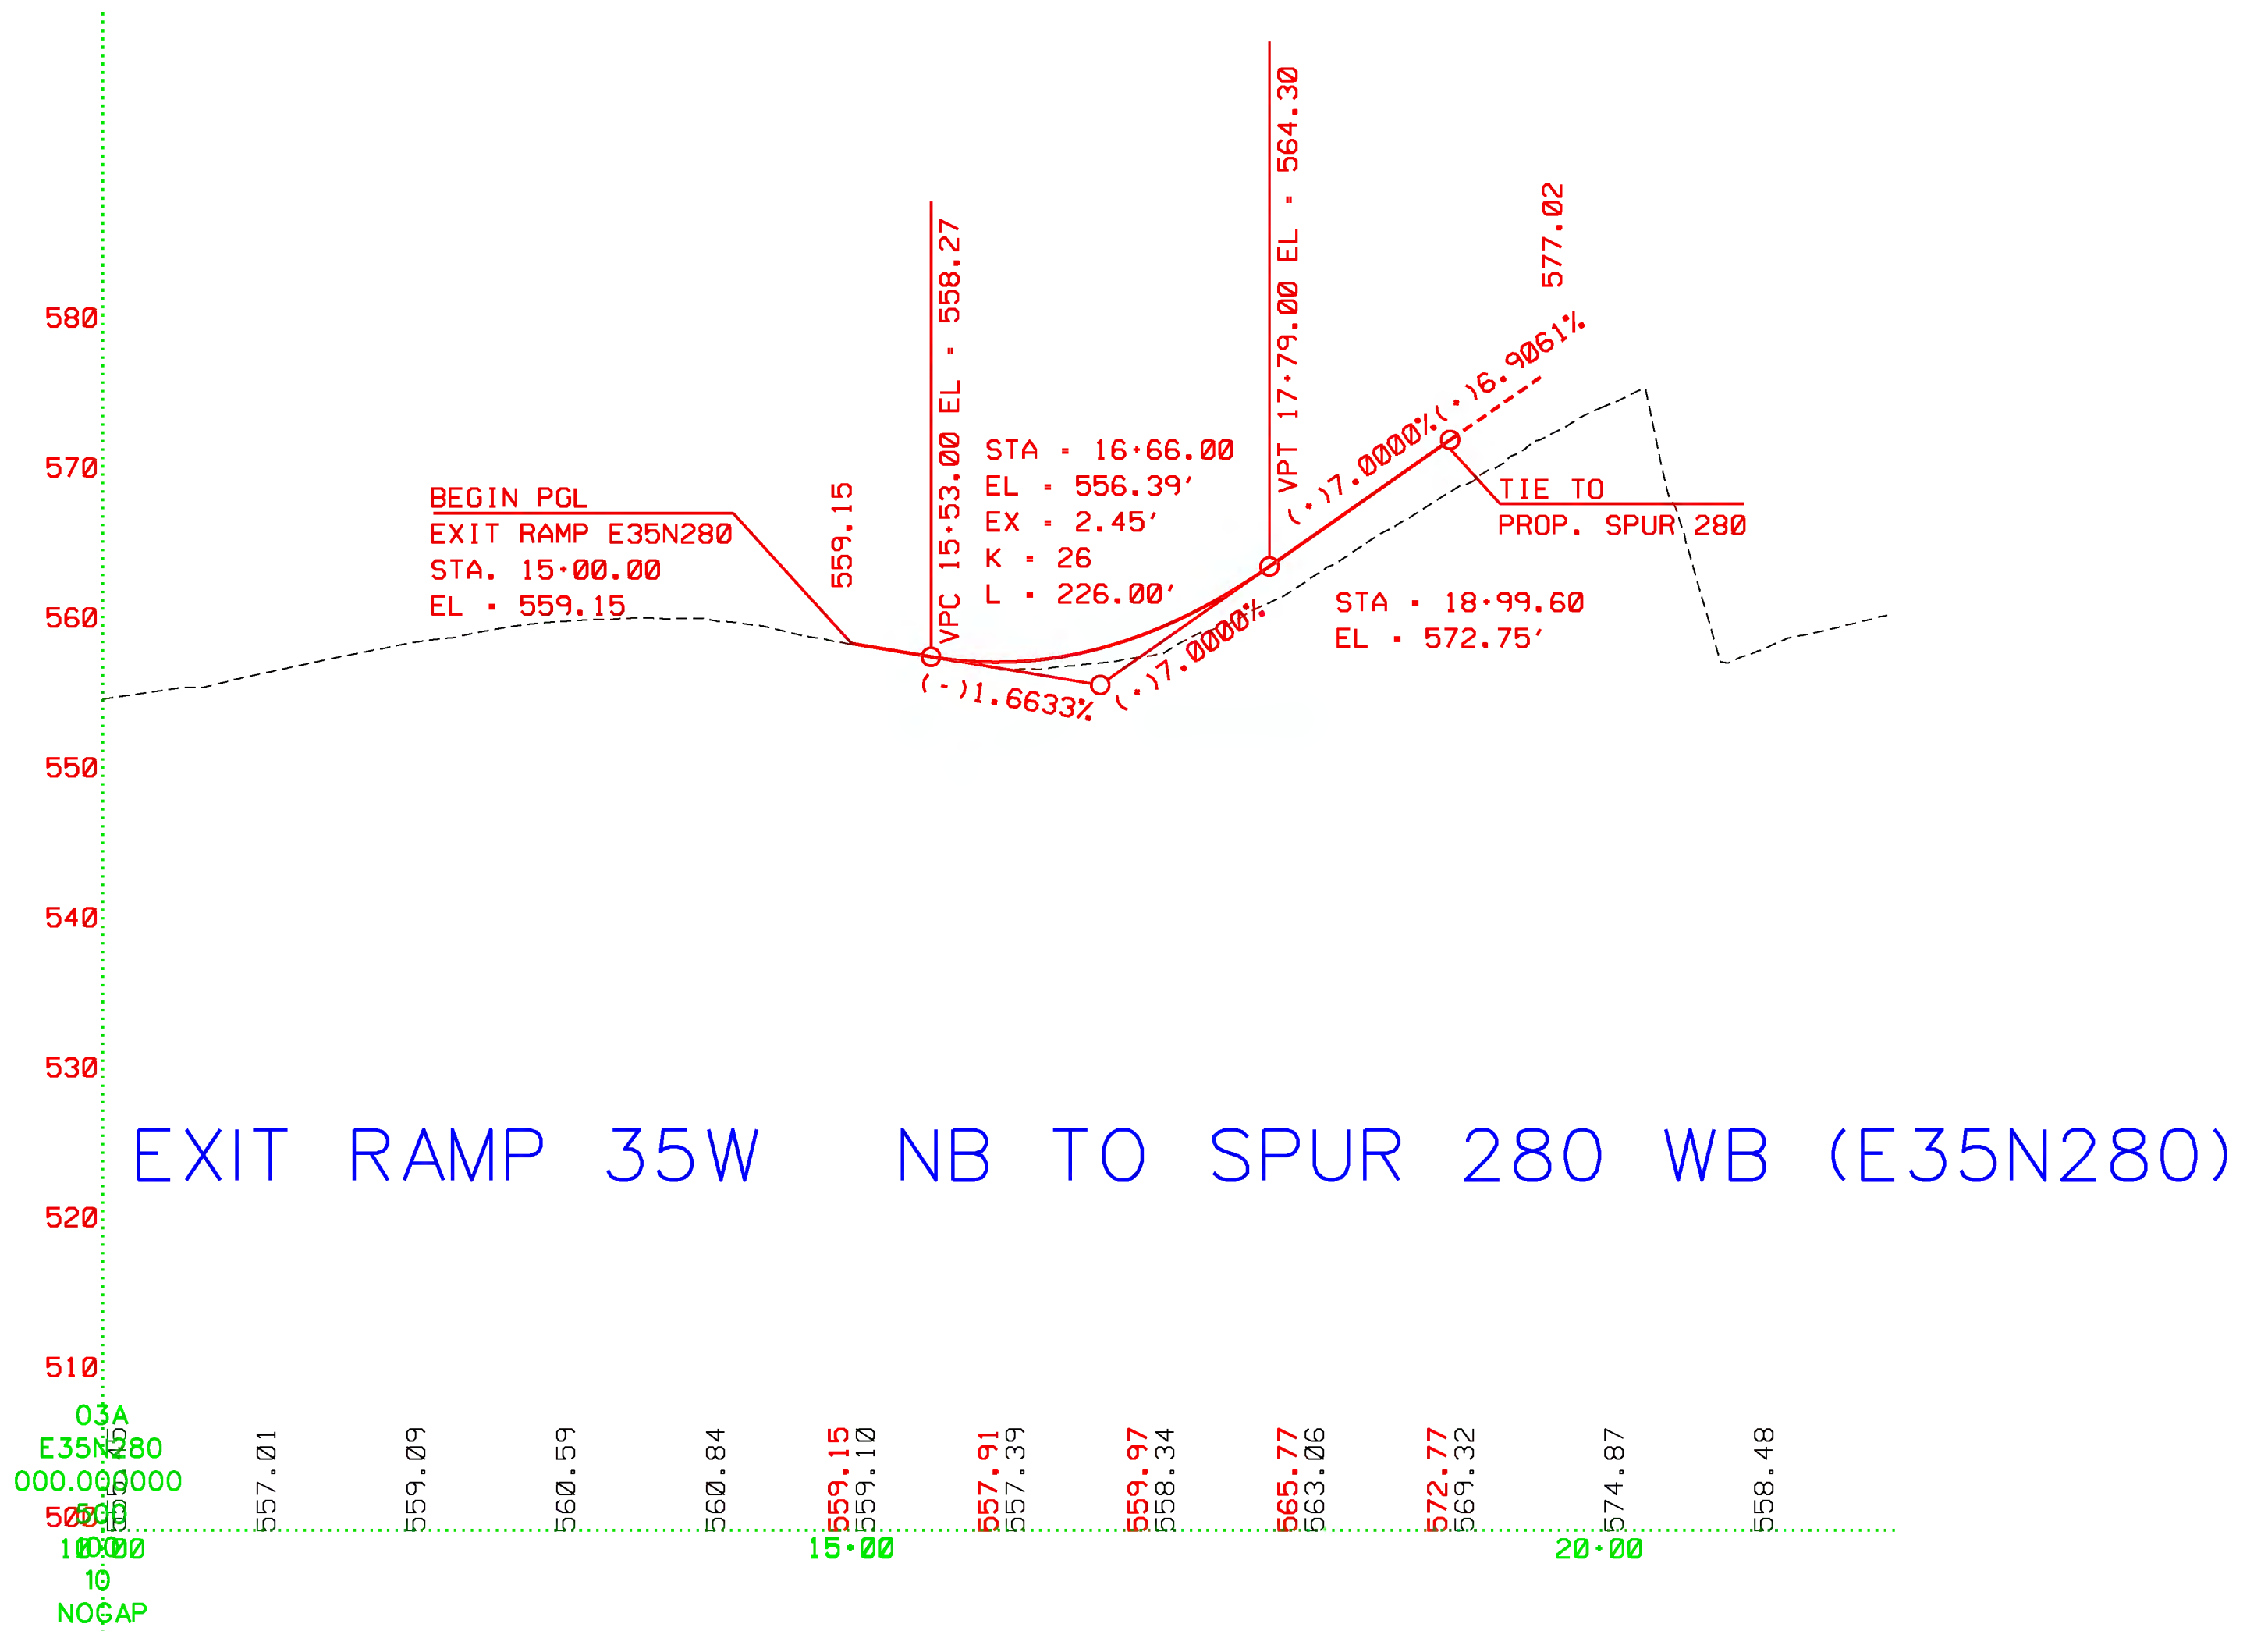 580
570
560
550
540
530
520
510
500
BEGIN PGL
EXIT RAMP E35N280
STA. 15+00.00
EL = 559.15
559.15
VPC 15+53.00 EL = 558.27
STA = 16+66.00
EL = 556.39'
EX = 2.45'
K = 26
L = 226.00'
VPT 17+79.00 EL = 564.30
(-)1.6633%
(+)7.0000%
(+)7.0000%
(+)6.9061%
577.02
TIE TO
PROP. SPUR 280
STA = 18+99.60
EL = 572.75'
EXIT RAMP 35W NB TO SPUR 280 WB (E35N280)
03A
E35N280
000.000000
500
10+00
10
NOGAP
557.01
559.09
560.59
560.84
559.15
559.10
557.91
557.39
559.97
558.34
565.77
563.06
572.77
569.32
574.87
558.48
15+00
20+00